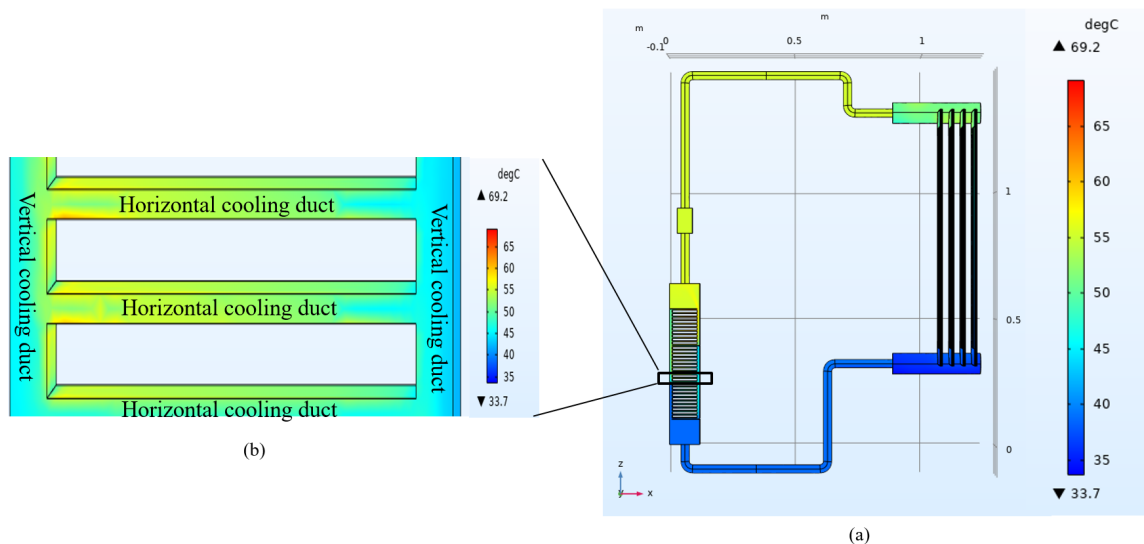 degC
▲ 69.2
65
60
55
50
45
40
35
▼ 33.7
Vertical cooling duct
Horizontal cooling duct
Horizontal cooling duct
Horizontal cooling duct
Vertical cooling duct
(b)
m
m
-0.1 0
0.5
1
1
0.5
0
z
y
x
degC
▲ 69.2
65
60
55
50
45
40
35
▼ 33.7
(a)